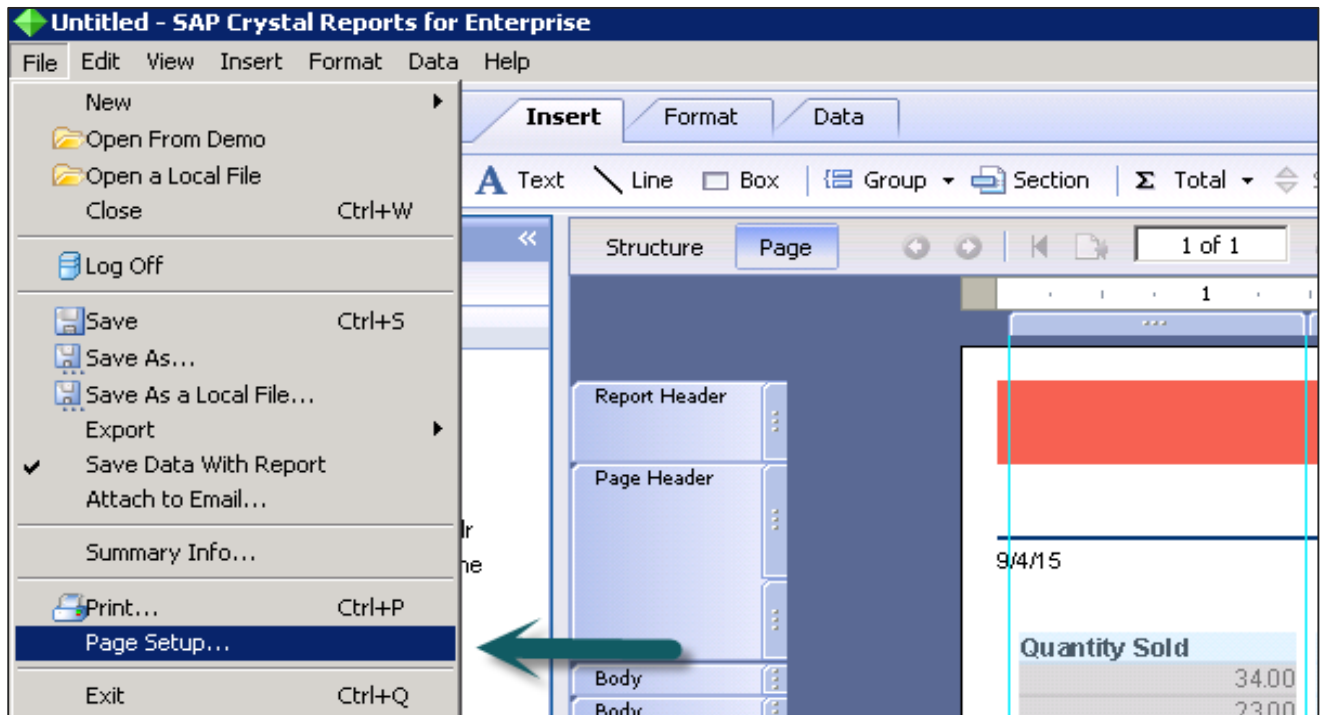 Untitled - SAP Crystal Reports for Enterprise
File Edit View Insert Format Data Help
New
Open From Demo
Open a Local File
Close Ctrl+W
Log Off
Save Ctrl+S
Save As...
Save As a Local File...
Export
Save Data With Report
Attach to Email...
Summary Info...
Print... Ctrl+P
Page Setup...
Exit Ctrl+Q
Insert Format Data
A Text Line Box Group Section Σ Total
Structure Page 1 of 1
1
Report Header
Page Header
9/4/15
Quantity Sold
Body 34.00
Body 23.00